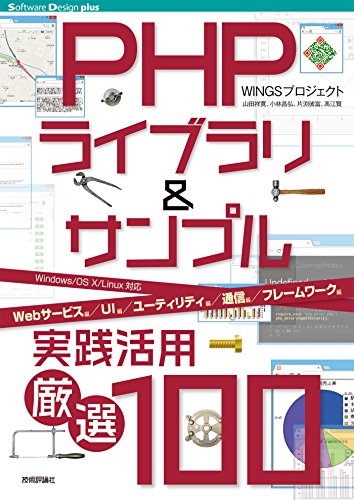 Software Design plus
PHP
WINGSプロジェクト
山田祥寛、小林昌弘、片渕彼富、高江賢
ライブラリ
&
サンプル
Windows/OS X/Linux 対応
Webサービス編/UI編/ユーティリティ編/通信編/フレームワーク編
実践活用
厳選100
技術評論社